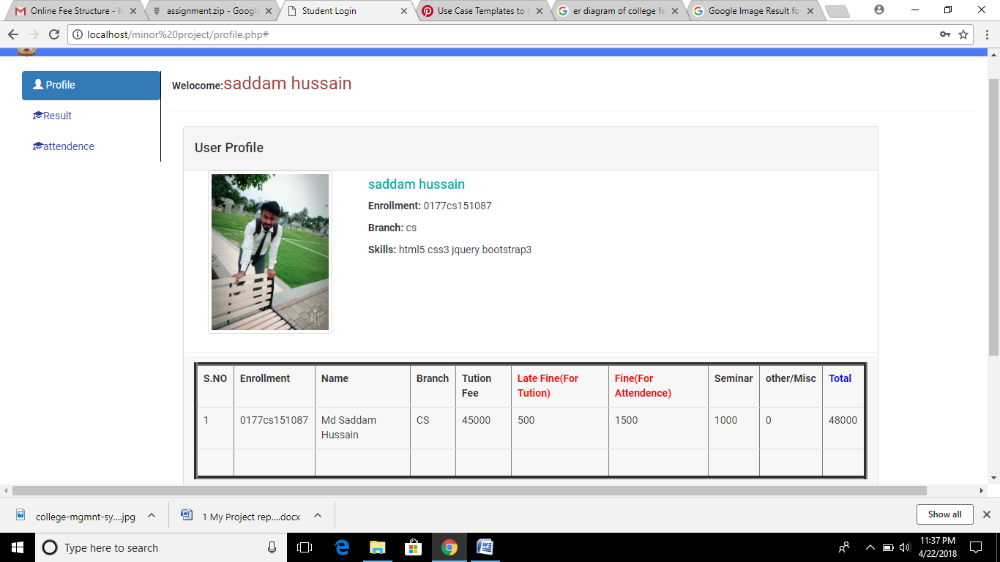 Online Fee Structure - h
assignment.zip - Google
Student Login
Use Case Templates to
er diagram of college fe
Google Image Result fo
localhost/minor%20project/profile.php#
Profile
Result
attendence
Welocome:saddam hussain
User Profile
saddam hussain
Enrollment: 0177cs151087
Branch: cs
Skills: html5 css3 jquery bootstrap3
S.NO Enrollment Name Branch Tution Fee Late Fine(For Tution) Fine(For Attendence) Seminar other/Misc Total
1 0177cs151087 Md Saddam Hussain CS 45000 500 1500 1000 0 48000
college-mgmnt-sy....jpg
1 My Project rep....docx
Show all
Type here to search
11:37 PM
4/22/2018